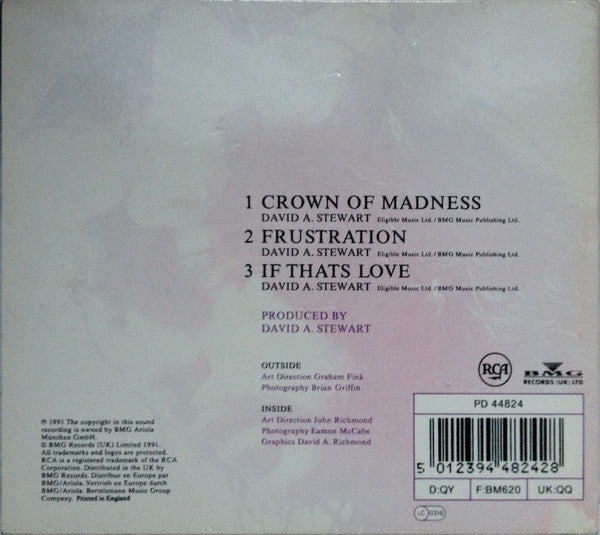 1 CROWN OF MADNESS
DAVID A. STEWART Eligible Music Ltd. / BMG Music Publishing Ltd.
2 FRUSTRATION
DAVID A. STEWART Eligible Music Ltd. / BMG Music Publishing Ltd.
3 IF THATS LOVE
DAVID A. STEWART Eligible Music Ltd. / BMG Music Publishing Ltd.
PRODUCED BY
DAVID A. STEWART
OUTSIDE
Art Direction Graham Fink
Photography Brian Griffin
INSIDE
Art Direction John Richmond
Photography Eamon McCabe
Graphics David A. Richmond
℗ 1991 The copyright in this sound
recording is owned by BMG Ariola
München GmbH.
© BMG Records (UK) Limited 1991.
All trademarks and logos are protected.
RCA is a registered trademark of the RCA
Corporation. Distributed in the UK by
BMG Records. Distribue en Europe par
BMG/Ariola. Vertrieb en Europe durch
BMG/Ariola. Bertelsmann Music Group
Company. Printed in England
RCA
BMG
RECORDS (UK) LTD
PD 44824
5 012394 482428
D:QY F:BM620 UK:QQ
LC 0316